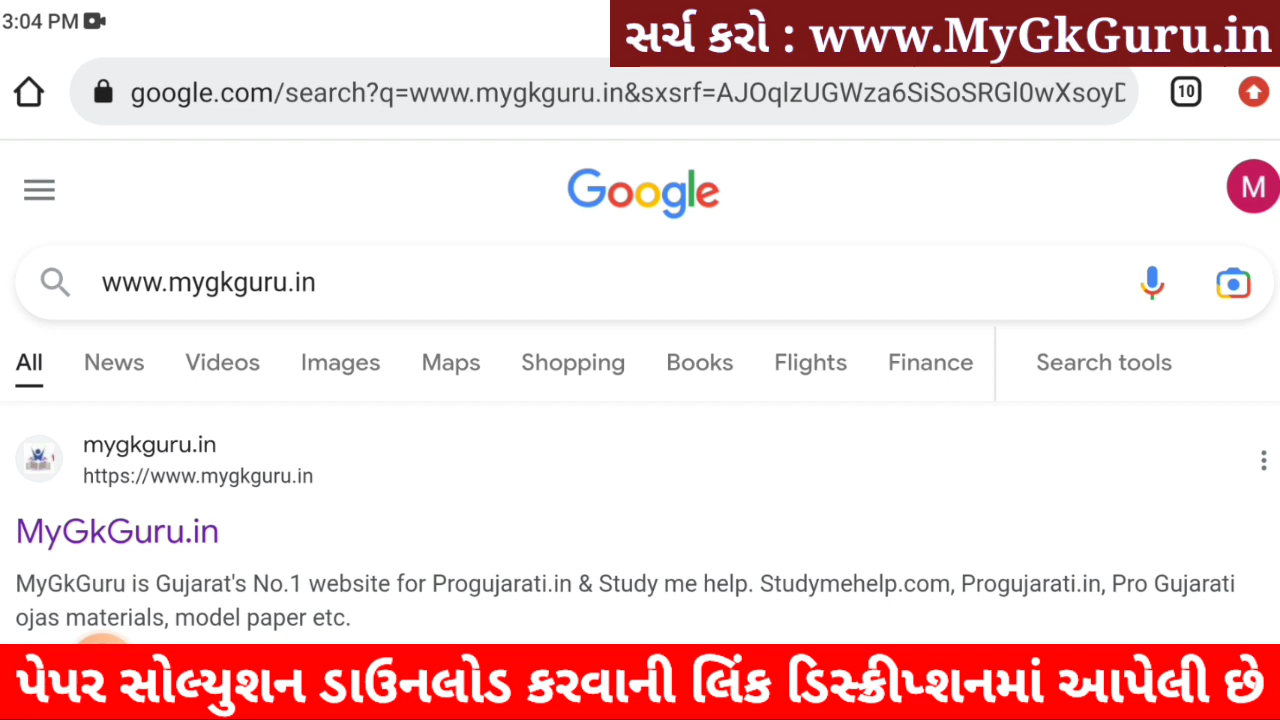 3:04 PM
સર્ચ કરો : www.MyGkGuru.in
google.com/search?q=www.mygkguru.in&sxsrf=AJOqlzUGWza6SiSoSRGl0wXsoyD
10
Google
M
www.mygkguru.in
All News Videos Images Maps Shopping Books Flights Finance Search tools
mygkguru.in
https://www.mygkguru.in
MyGkGuru.in
MyGkGuru is Gujarat's No.1 website for Progujarati.in & Study me help. Studymehelp.com, Progujarati.in, Pro Gujarati
ojas materials, model paper etc.
પેપર સોલ્યુશન ડાઉનલોડ કરવાની લિંક ડિસ્ક્રીપ્શનમાં આપેલી છે